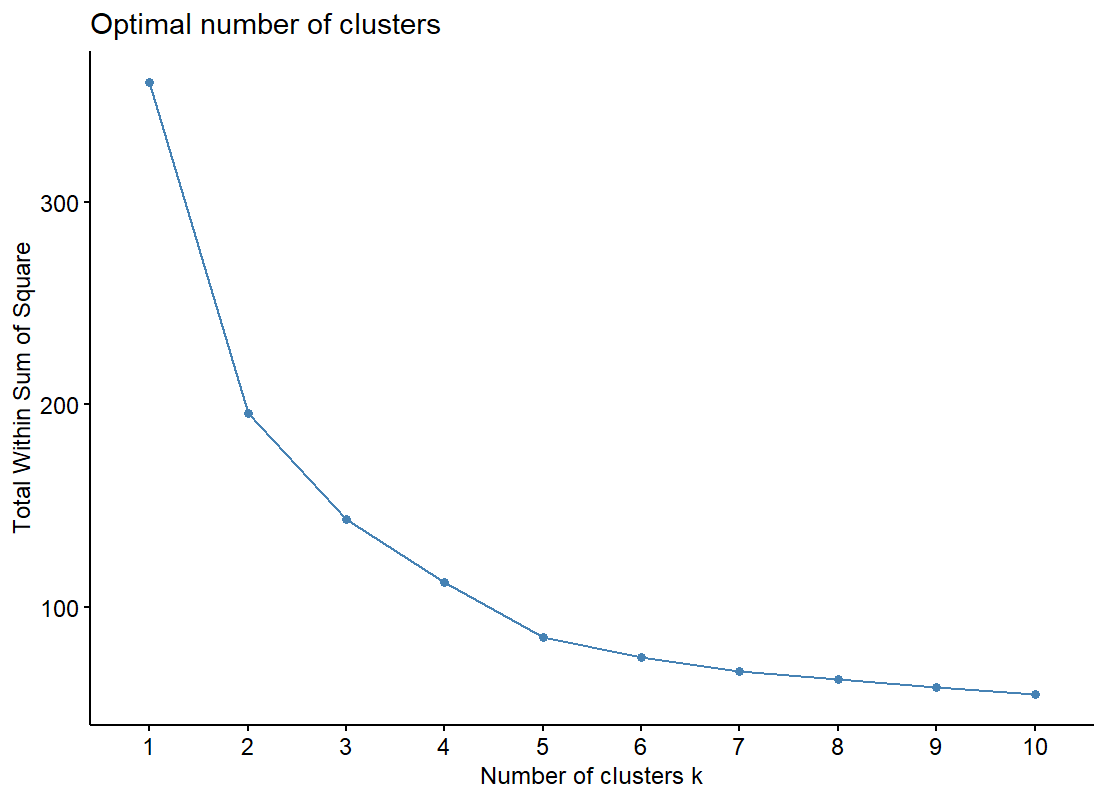 Optimal number of clusters
Total Within Sum of Square
300
200
100
1 2 3 4 5 6 7 8 9 10
Number of clusters k